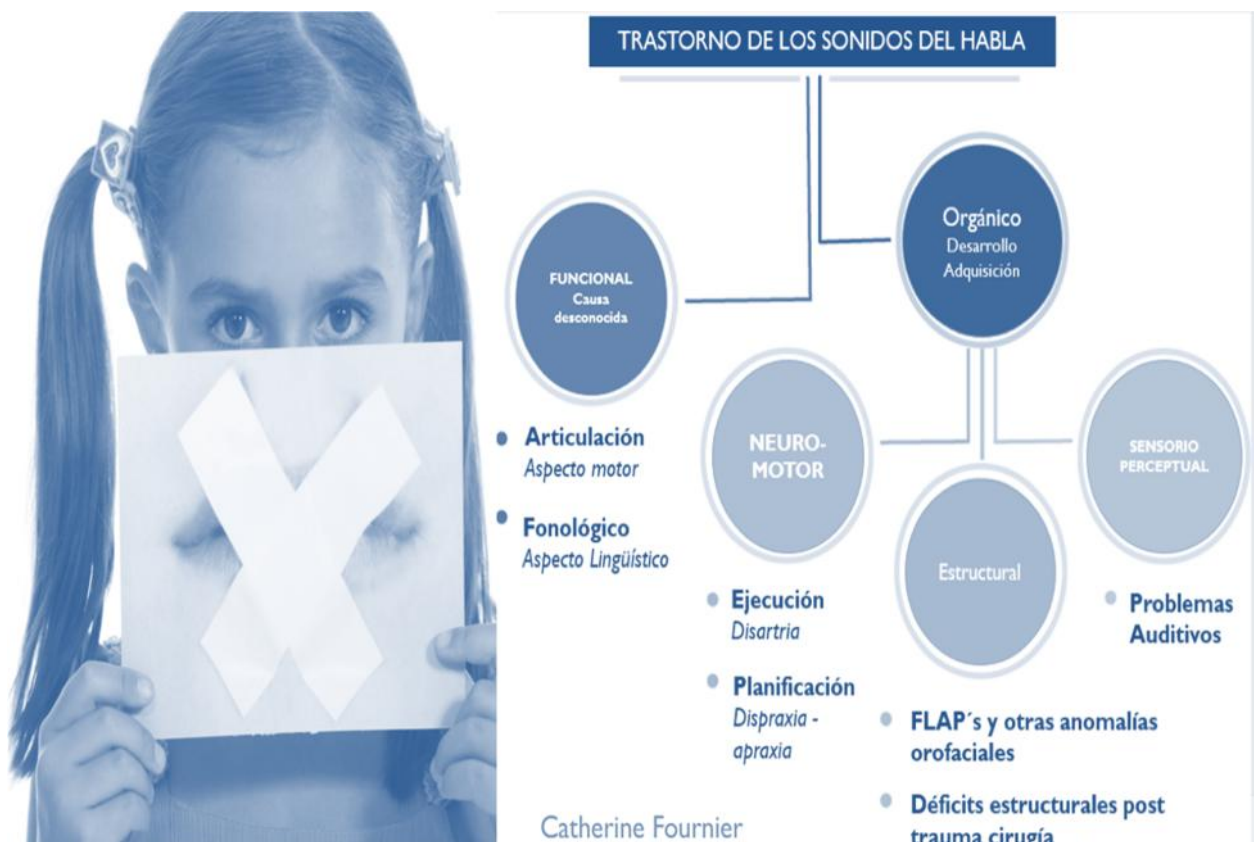 TRASTORNO DE LOS SONIDOS DEL HABLA
Orgánico
Desarrollo
Adquisición
FUNCIONAL
Causa
desconocida
• Articulación
Aspecto motor
• Fonológico
Aspecto Lingüístico
NEURO-
MOTOR
• Ejecución
Disartria
• Planificación
Dispraxia -
apraxia
Estructural
• FLAP´s y otras anomalías
orofaciales
• Déficits estructurales post
trauma cirugía
SENSORIO
PERCEPTUAL
• Problemas
Auditivos
Catherine Fournier